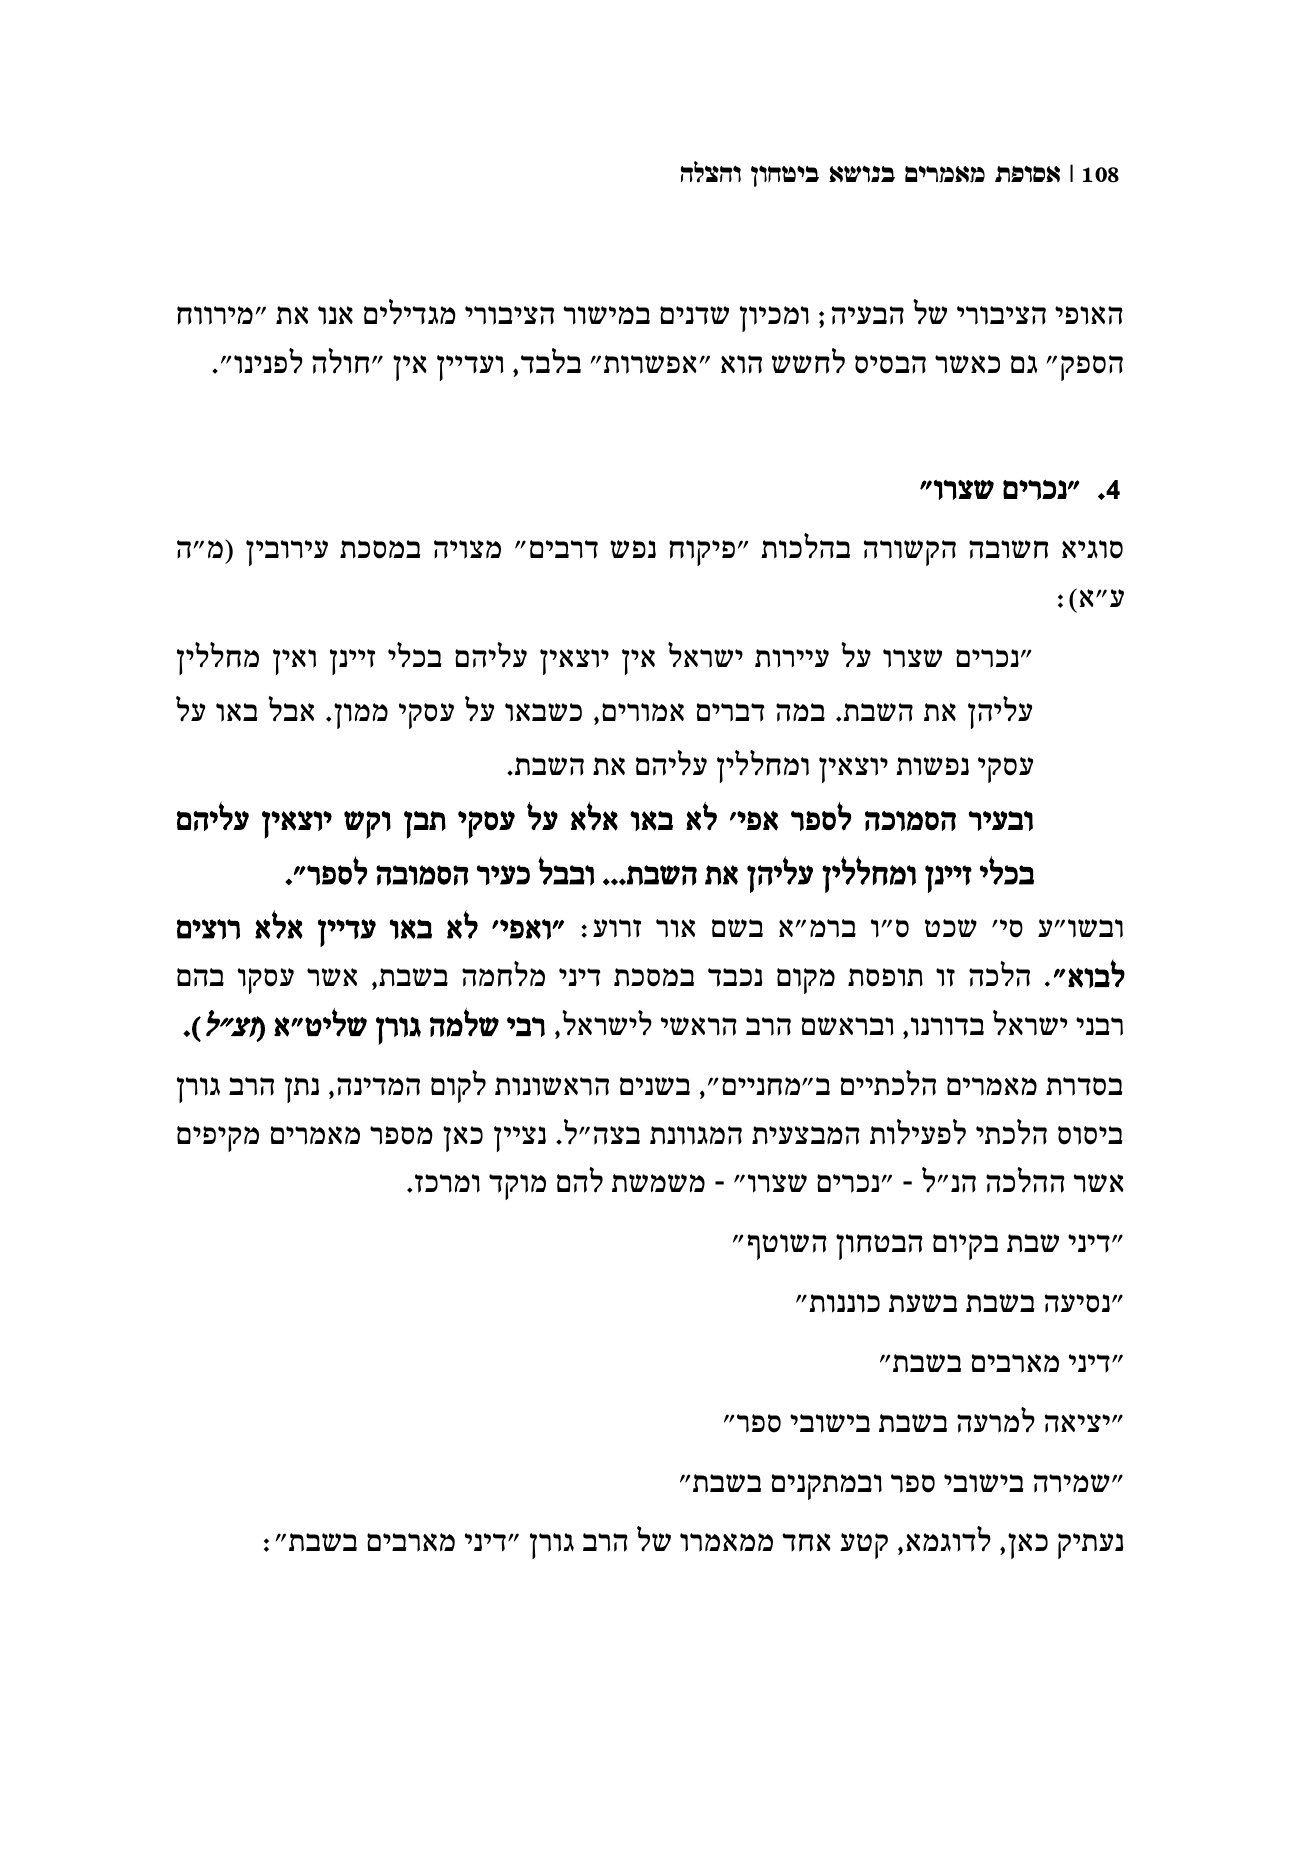 108 | אסופת מאמרים בנושא ביטחון והצלה
האופי הציבורי של הבעיה; ומכיון שדנים במישור הציבורי מגדילים אנו את ״מירווח
הספק״ גם כאשר הבסיס לחשש הוא ״אפשרות״ בלבד, ועדיין אין ״חולה לפנינו״.
4. ״נכרים שצרו״
סוגיא חשובה הקשורה בהלכות ״פיקוח נפש דרבים״ מצויה במסכת עירובין (מ״ה
ע״א):
״נכרים שצרו על עיירות ישראל אין יוצאין עליהם בכלי זיינן ואין מחללין
עליהן את השבת. במה דברים אמורים, כשבאו על עסקי ממון. אבל באו על
עסקי נפשות יוצאין ומחללין עליהם את השבת.
ובעיר הסמוכה לספר אפי׳ לא באו אלא על עסקי תבן וקש יוצאין עליהם
בכלי זיינן ומחללין עליהן את השבת... ובבל כעיר הסמובה לספר״.
ובשו״ע סי׳ שכט ס״ו ברמ״א בשם אור זרוע: ״ואפי׳ לא באו עדיין אלא רוצים
לבוא״. הלכה זו תופסת מקום נכבד במסכת דיני מלחמה בשבת, אשר עסקו בהם
רבני ישראל בדורנו, ובראשם הרב הראשי לישראל, רבי שלמה גורן שליט״א (זצ״ל).
בסדרת מאמרים הלכתיים ב״מחניים״, בשנים הראשונות לקום המדינה, נתן הרב גורן
ביסוס הלכתי לפעילות המבצעית המגוונת בצה״ל. נציין כאן מספר מאמרים מקיפים
אשר ההלכה הנ״ל - ״נכרים שצרו״ - משמשת להם מוקד ומרכז.
״דיני שבת בקיום הבטחון השוטף״
״נסיעה בשבת בשעת כוננות״
״דיני מארבים בשבת״
״יציאה למרעה בשבת בישובי ספר״
״שמירה בישובי ספר ובמתקנים בשבת״
נעתיק כאן, לדוגמא, קטע אחד ממאמרו של הרב גורן ״דיני מארבים בשבת״: